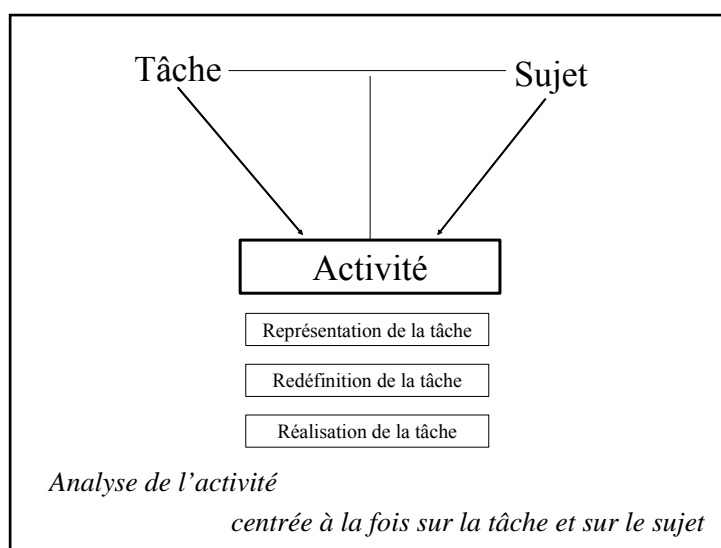 Tâche
Sujet
Activité
Représentation de la tâche
Redéfinition de la tâche
Réalisation de la tâche
Analyse de l’activité
centrée à la fois sur la tâche et sur le sujet